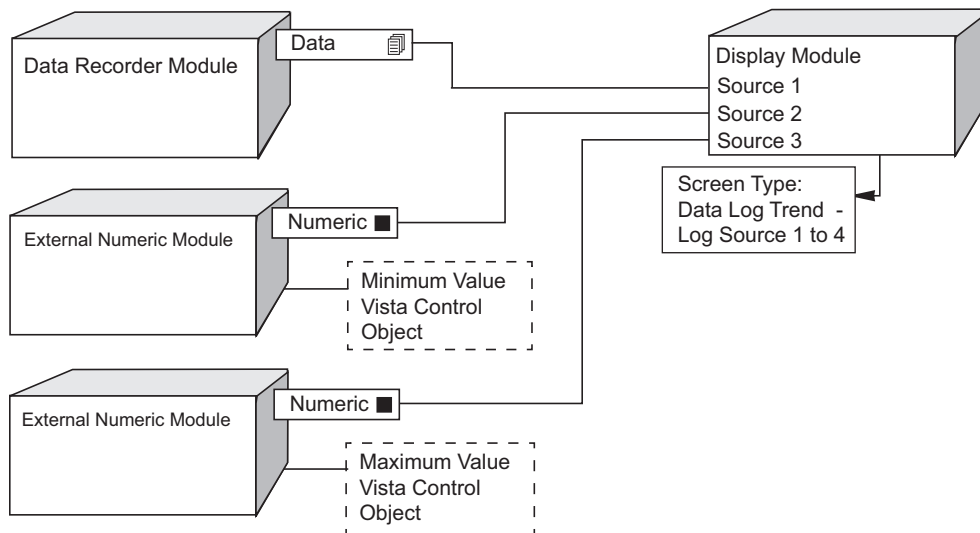 Data Recorder Module
Data
Display Module
Source 1
Source 2
Source 3
Screen Type:
Data Log Trend -
Log Source 1 to 4
External Numeric Module
Numeric
Minimum Value
Vista Control
Object
External Numeric Module
Numeric
Maximum Value
Vista Control
Object